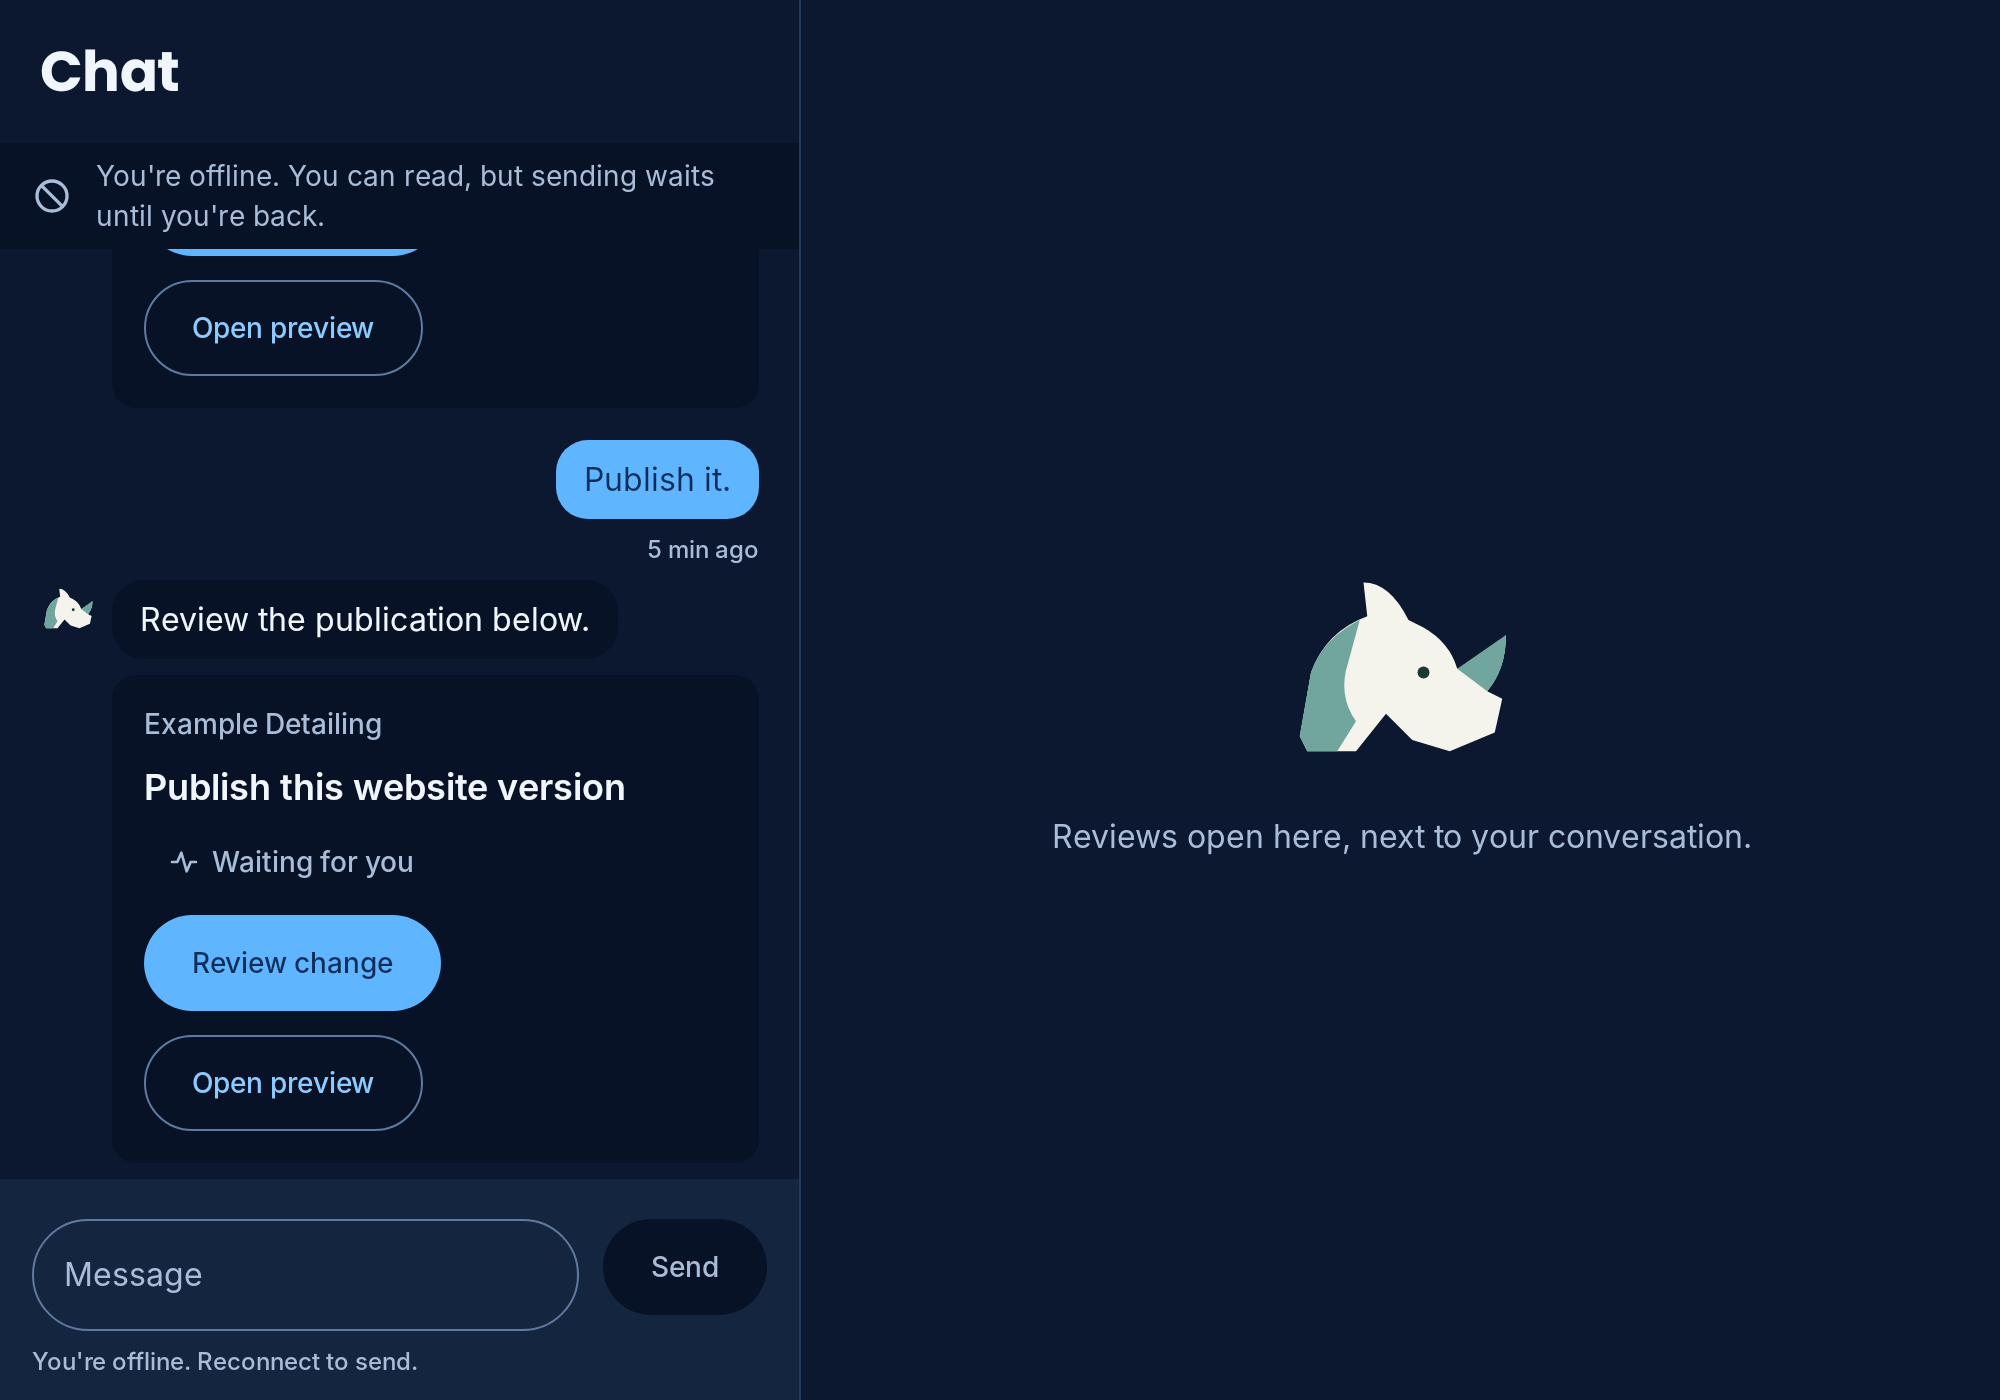 Chat
You're offline. You can read, but sending waits
until you're back.
Open preview
Publish it.
5 min ago
Review the publication below.
Example Detailing
Publish this website version
Waiting for you
Review change
Open preview
Message
Send
You're offline. Reconnect to send.
Reviews open here, next to your conversation.